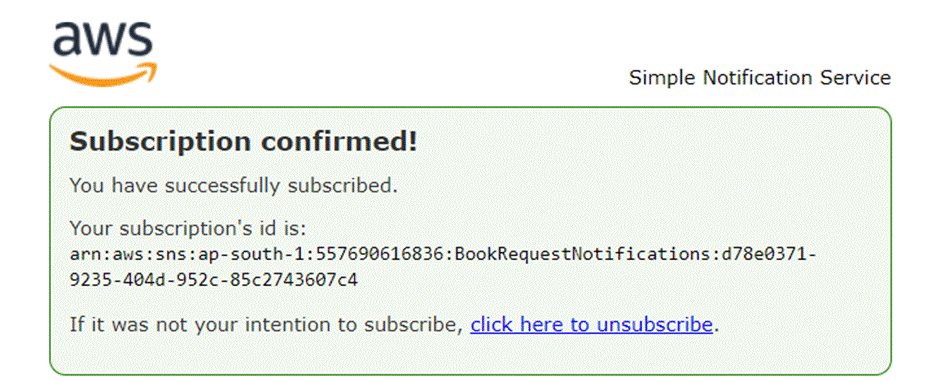 aws
Simple Notification Service
Subscription confirmed!
You have successfully subscribed.
Your subscription's id is:
arn:aws:sns:ap-south-1:557690616836:BookRequestNotifications:d78e0371-
9235-404d-952c-85c2743607c4
If it was not your intention to subscribe, click here to unsubscribe.